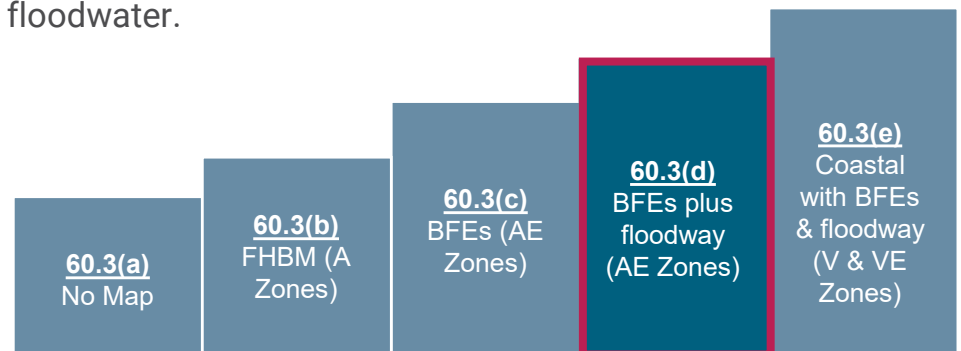 floodwater.
60.3(a)
No Map
60.3(b)
FHBM (A
Zones)
60.3(c)
BFEs (AE
Zones)
60.3(d)
BFEs plus
floodway
(AE Zones)
60.3(e)
Coastal
with BFEs
& floodway
(V & VE
Zones)